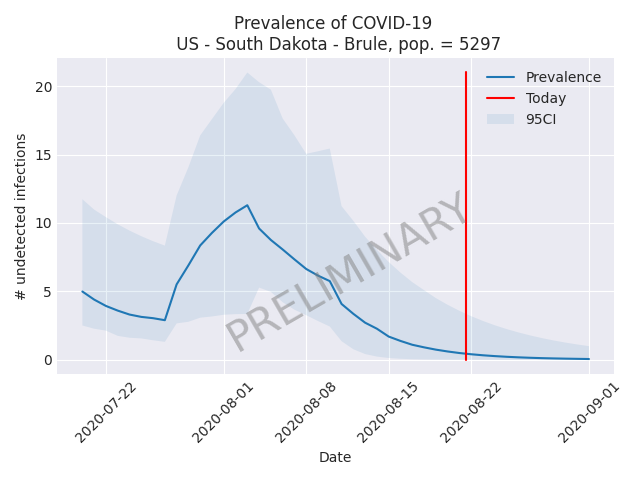 Prevalence of COVID-19
US - South Dakota - Brule, pop. = 5297
# undetected infections
20
15
10
5
0
Prevalence
Today
95CI
PRELIMINARY
2020-07-22
2020-08-01
2020-08-08
2020-08-15
2020-08-22
2020-09-01
Date